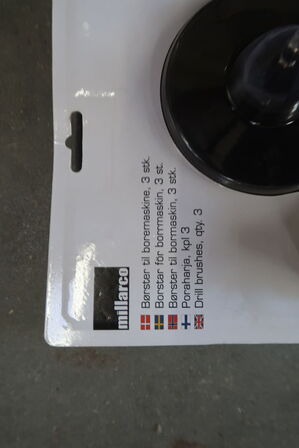 millarco
Børster til boremaskine, 3 stk.
Borstar för borrmaskin, 3 st.
Børster til bormaskin, 3 stk.
Poraharja, kpl 3
Drill brushes, qty. 3